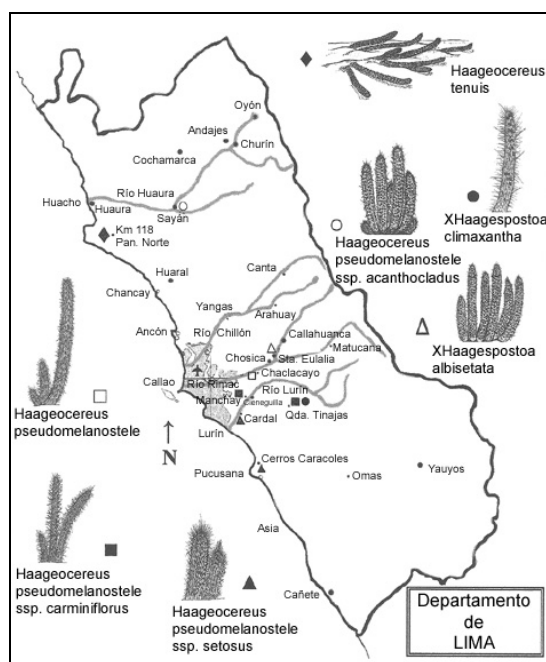 Haageocereus
tenuis
Oyón
Andajes
Churín
Cochamarca
XHaagespostoa
climaxantha
Río Huaura
Huacho
Huaura
Sayán
Haageocereus
pseudomelanostele
ssp. acanthocladus
Km 118
Pan. Norte
Huaral
Canta
Chancay
XHaagespostoa
albisetata
Yangas
Arahuay
Ancón
Río Chillón
Callahuanca
Matucana
Chosica
Sta. Eulalia
Chaclacayo
Callao
Río Rímac
Río Lurín
Manchay
Cieneguilla
Haageocereus
pseudomelanostele
Qda. Tinajas
Lurín
Cardal
N
Cerros Caracoles
Pucusana
Omas
Yauyos
Asia
Haageocereus
pseudomelanostele
ssp. carminiflorus
Haageocereus
pseudomelanostele
ssp. setosus
Cañete
Departamento
de
LIMA